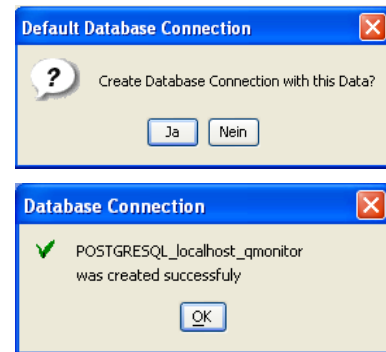 Default Database Connection
?
Create Database Connection with this Data?
Ja Nein
Database Connection
POSTGRESQL_localhost_qmonitor
was created successfuly
OK